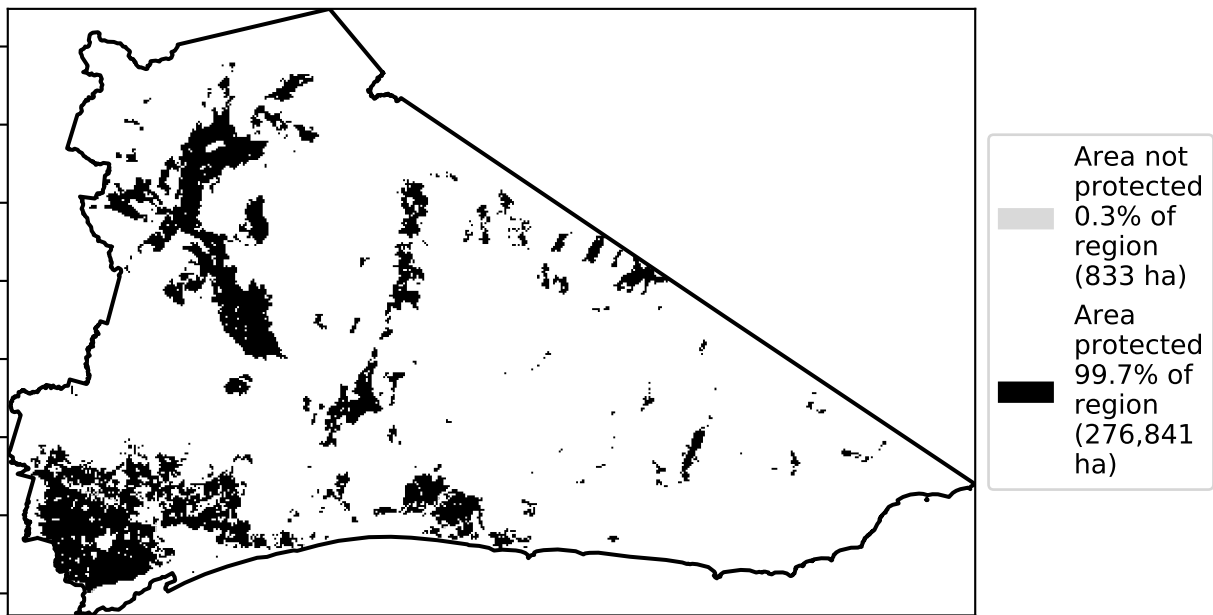 Area not
protected
0.3% of
region
(833 ha)
Area
protected
99.7% of
region
(276,841
ha)